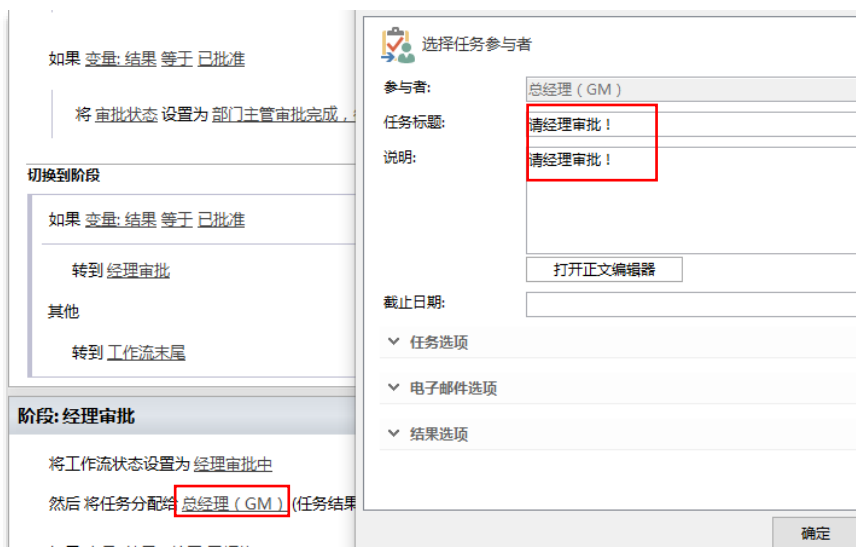 如果 变量: 结果 等于 已批准
将 审批状态 设置为 部门主管审批完成，
切换到阶段
如果 变量: 结果 等于 已批准
转到 经理审批
其他
转到 工作流末尾
阶段: 经理审批
将工作流状态设置为 经理审批中
然后 将任务分配给 总经理（GM） (任务结果
选择任务参与者
参与者:
总经理（GM）
任务标题:
请经理审批！
说明:
请经理审批！
打开正文编辑器
截止日期:
任务选项
电子邮件选项
结果选项
确定